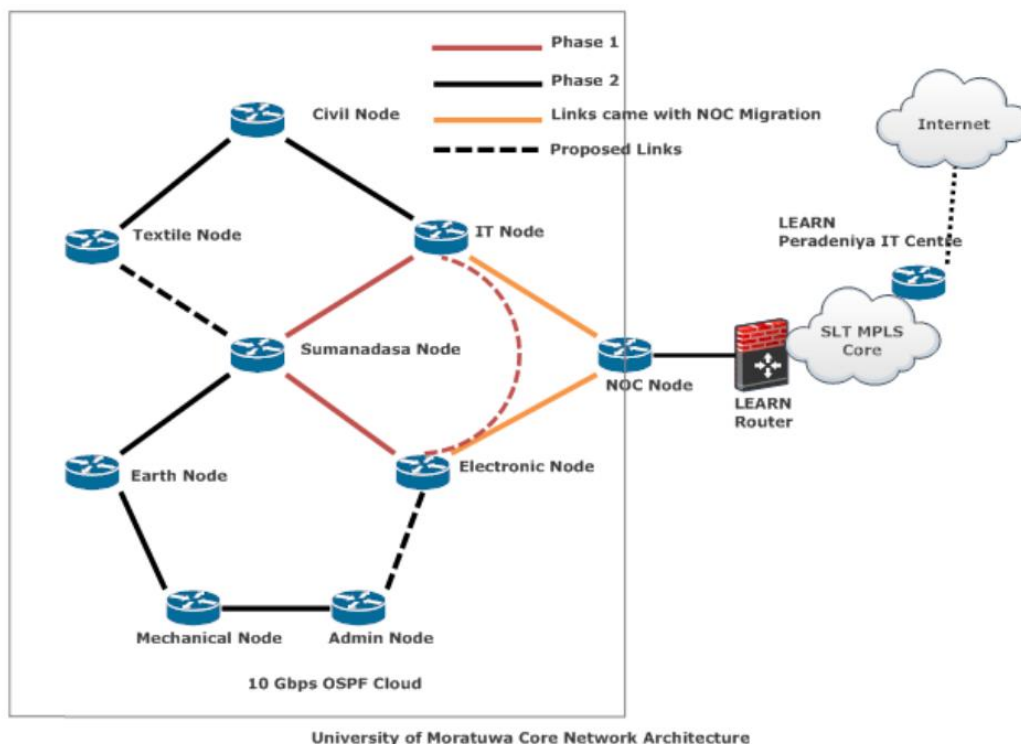 Phase 1
Phase 2
Links came with NOC Migration
Proposed Links
Civil Node
Internet
Textile Node
IT Node
LEARN
Peradeniya IT Centre
Sumanadasa Node
SLT MPLS
Core
NOC Node
LEARN
Router
Earth Node
Electronic Node
Mechanical Node
Admin Node
10 Gbps OSPF Cloud
University of Moratuwa Core Network Architecture